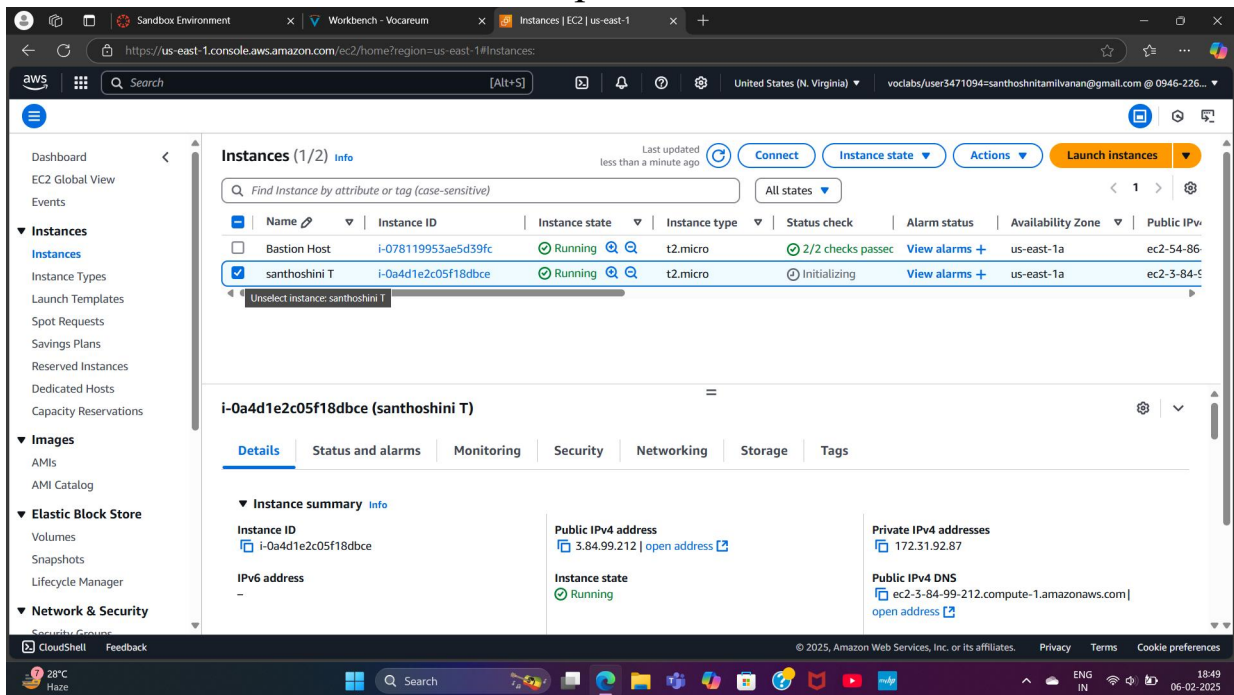 Sandbox Environment
Workbench - Vocareum
Instances | EC2 | us-east-1
https://us-east-1.console.aws.amazon.com/ec2/home?region=us-east-1#Instances:
aws
Search [Alt+S]
United States (N. Virginia) ▼
voclabs/user3471094=santhoshnitamilvanan@gmail.com @ 0946-226... ▼
Dashboard
EC2 Global View
Events
Instances
Instances
Instance Types
Launch Templates
Spot Requests
Savings Plans
Reserved Instances
Dedicated Hosts
Capacity Reservations
Images
AMIs
AMI Catalog
Elastic Block Store
Volumes
Snapshots
Lifecycle Manager
Network & Security
Security Groups
Instances (1/2) Info
Last updated
less than a minute ago
Connect
Instance state ▼
Actions ▼
Launch instances
Find Instance by attribute or tag (case-sensitive)
All states ▼
1
Name Instance ID Instance state Instance type Status check Alarm status Availability Zone Public IPv
Bastion Host i-078119953ae5d39fc Running t2.micro 2/2 checks passec View alarms + us-east-1a ec2-54-86-
santhoshini T i-0a4d1e2c05f18dbce Running t2.micro Initializing View alarms + us-east-1a ec2-3-84-9
Unselect instance: santhoshini T
i-0a4d1e2c05f18dbce (santhoshini T)
Details Status and alarms Monitoring Security Networking Storage Tags
Instance summary Info
Instance ID
i-0a4d1e2c05f18dbce
Public IPv4 address
3.84.99.212 | open address
Private IPv4 addresses
172.31.92.87
IPv6 address
–
Instance state
Running
Public IPv4 DNS
ec2-3-84-99-212.compute-1.amazonaws.com |
open address
CloudShell Feedback
© 2025, Amazon Web Services, Inc. or its affiliates. Privacy Terms Cookie preferences
7
28°C
Haze
Search
ENG
IN
18:49
06-02-2025